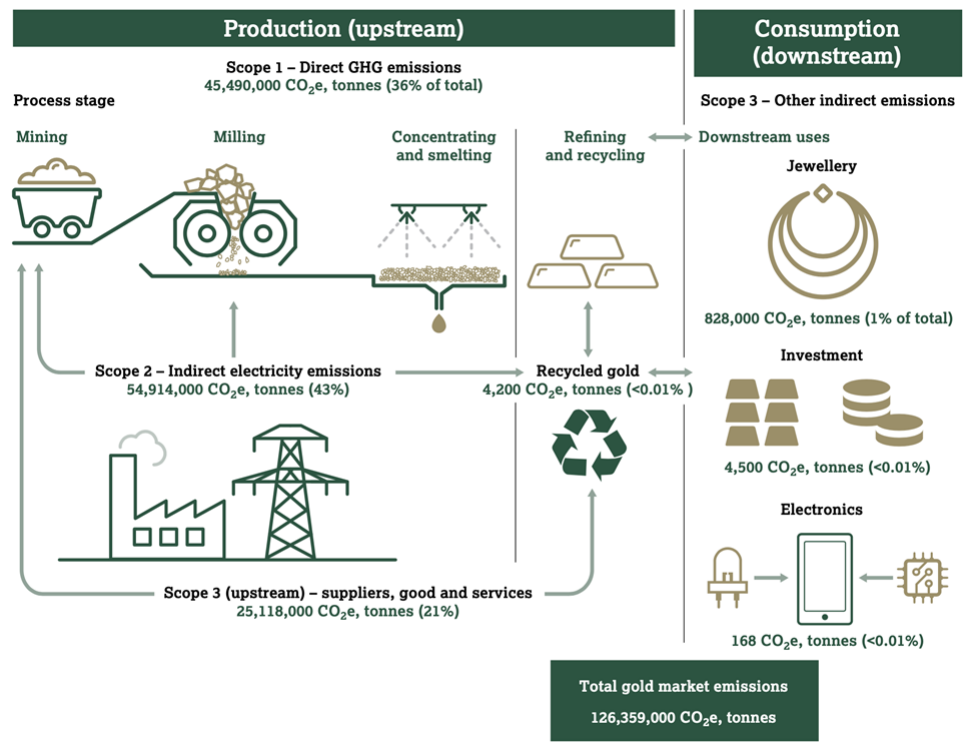 Production (upstream)
Consumption
(downstream)
Scope 1 – Direct GHG emissions
45,490,000 CO₂e, tonnes (36% of total)
Process stage
Scope 3 – Other indirect emissions
Mining
Milling
Concentrating
and smelting
Refining
and recycling
Downstream uses
Jewellery
828,000 CO₂e, tonnes (1% of total)
Investment
Scope 2 – Indirect electricity emissions
54,914,000 CO₂e, tonnes (43%)
Recycled gold
4,200 CO₂e, tonnes (<0.01% )
4,500 CO₂e, tonnes (<0.01%)
Electronics
Scope 3 (upstream) – suppliers, good and services
25,118,000 CO₂e, tonnes (21%)
168 CO₂e, tonnes (<0.01%)
Total gold market emissions
126,359,000 CO₂e, tonnes